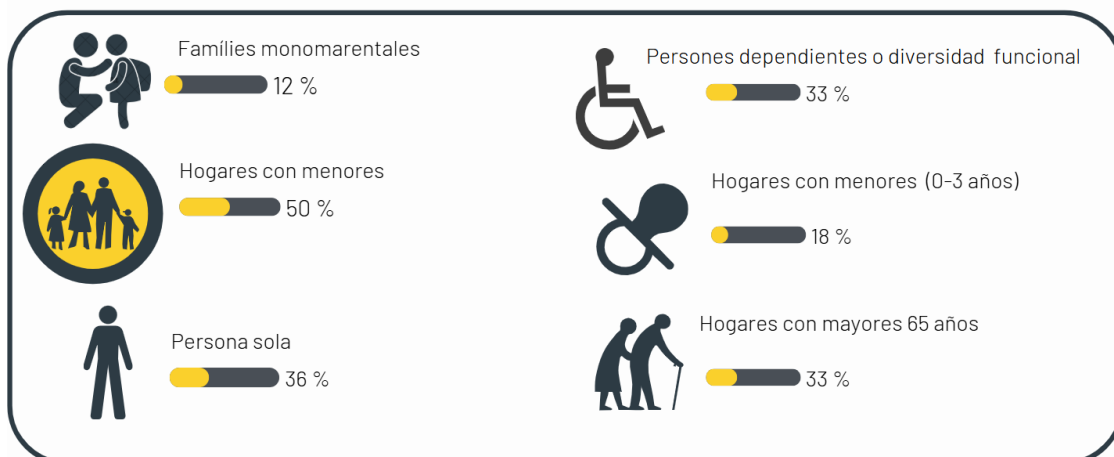 Famílies monomarentales
12 %
Hogares con menores
50 %
Persona sola
36 %
Persones dependientes o diversidad funcional
33 %
Hogares con menores (0-3 años)
18 %
Hogares con mayores 65 años
33 %